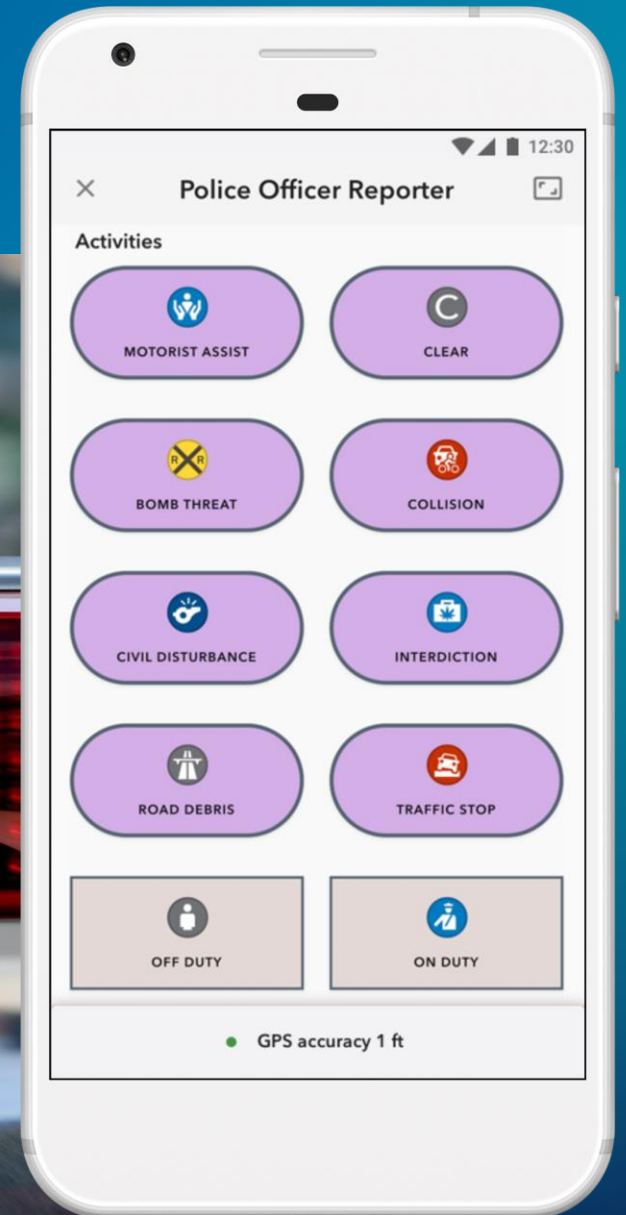 12:30
Police Officer Reporter
Activities
MOTORIST ASSIST
C
CLEAR
R R
BOMB THREAT
COLLISION
CIVIL DISTURBANCE
INTERDICTION
ROAD DEBRIS
TRAFFIC STOP
OFF DUTY
ON DUTY
GPS accuracy 1 ft